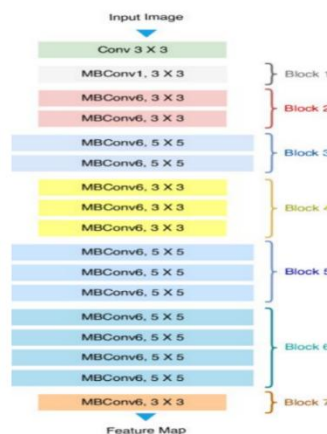 Input Image
Conv 3 X 3
MBConv1, 3 X 3
Block 1
MBConv6, 3 X 3
MBConv6, 3 X 3
Block 2
MBConv6, 5 X 5
MBConv6, 5 X 5
Block 3
MBConv6, 3 X 3
MBConv6, 3 X 3
MBConv6, 3 X 3
Block 4
MBConv6, 5 X 5
MBConv6, 5 X 5
MBConv6, 5 X 5
Block 5
MBConv6, 5 X 5
MBConv6, 5 X 5
MBConv6, 5 X 5
MBConv6, 5 X 5
Block 6
MBConv6, 3 X 3
Block 7
Feature Map